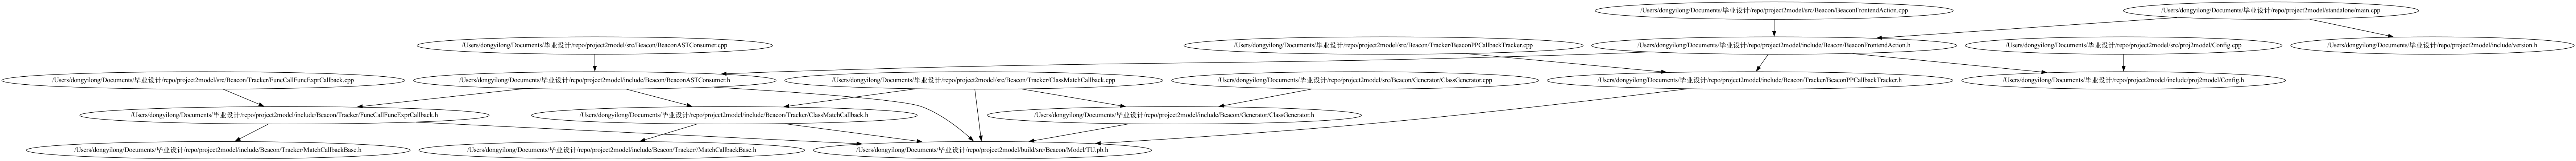 /Users/dongyilong/Documents/毕业设计/repo/project2model/src/Beacon/BeaconFrontendAction.cpp
/Users/dongyilong/Documents/毕业设计/repo/project2model/standalone/main.cpp
/Users/dongyilong/Documents/毕业设计/repo/project2model/src/Beacon/BeaconASTConsumer.cpp
/Users/dongyilong/Documents/毕业设计/repo/project2model/src/Beacon/Tracker/BeaconPPCallbackTracker.cpp
/Users/dongyilong/Documents/毕业设计/repo/project2model/include/Beacon/BeaconFrontendAction.h
/Users/dongyilong/Documents/毕业设计/repo/project2model/src/proj2model/Config.cpp
/Users/dongyilong/Documents/毕业设计/repo/project2model/include/version.h
/Users/dongyilong/Documents/毕业设计/repo/project2model/src/Beacon/Tracker/FuncCallFuncExprCallback.cpp
/Users/dongyilong/Documents/毕业设计/repo/project2model/include/Beacon/BeaconASTConsumer.h
/Users/dongyilong/Documents/毕业设计/repo/project2model/src/Beacon/Tracker/ClassMatchCallback.cpp
/Users/dongyilong/Documents/毕业设计/repo/project2model/src/Beacon/Generator/ClassGenerator.cpp
/Users/dongyilong/Documents/毕业设计/repo/project2model/include/Beacon/Tracker/BeaconPPCallbackTracker.h
/Users/dongyilong/Documents/毕业设计/repo/project2model/include/proj2model/Config.h
/Users/dongyilong/Documents/毕业设计/repo/project2model/include/Beacon/Tracker/FuncCallFuncExprCallback.h
/Users/dongyilong/Documents/毕业设计/repo/project2model/include/Beacon/Tracker/ClassMatchCallback.h
/Users/dongyilong/Documents/毕业设计/repo/project2model/include/Beacon/Generator/ClassGenerator.h
/Users/dongyilong/Documents/毕业设计/repo/project2model/include/Beacon/Tracker/MatchCallbackBase.h
/Users/dongyilong/Documents/毕业设计/repo/project2model/include/Beacon/Tracker//MatchCallbackBase.h
/Users/dongyilong/Documents/毕业设计/repo/project2model/build/src/Beacon/Model/TU.pb.h